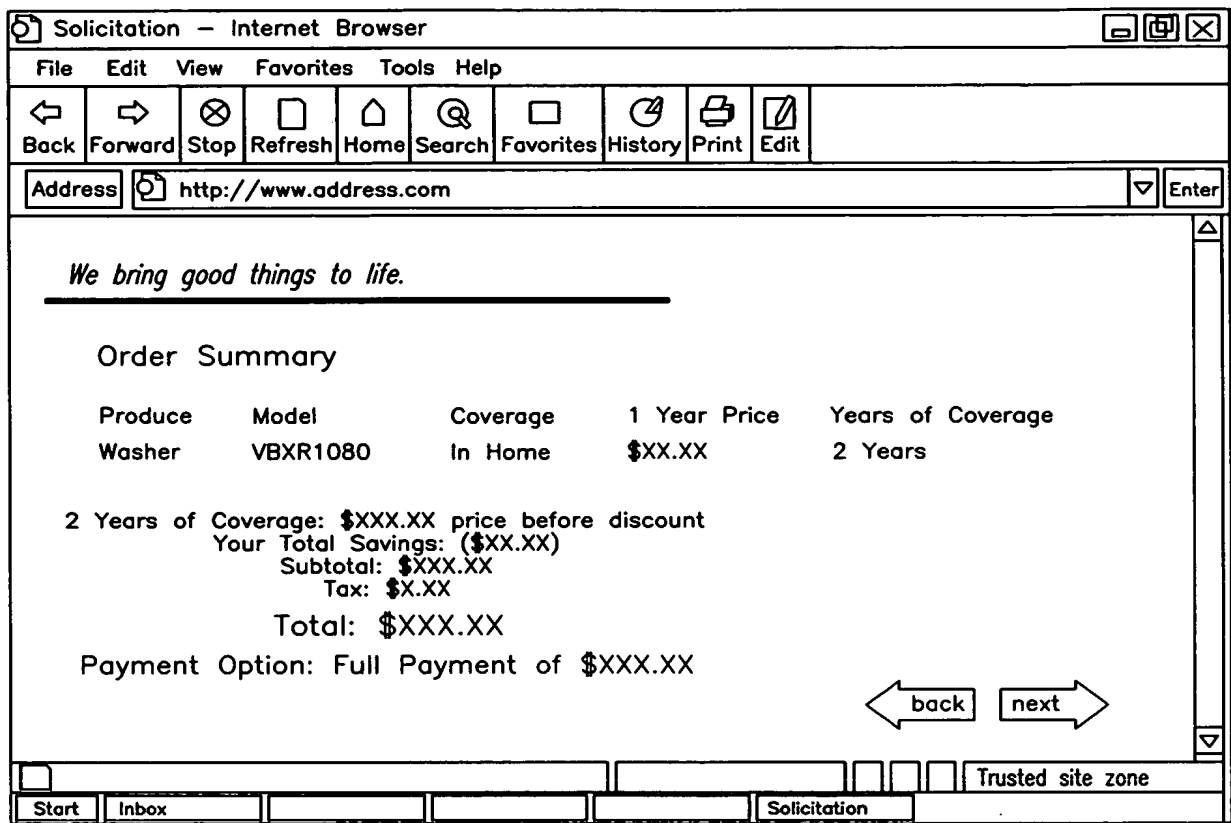 Solicitation – Internet Browser
File Edit View Favorites Tools Help
Back Forward Stop Refresh Home Search Favorites History Print Edit
Address http://www.address.com Enter
We bring good things to life.
Order Summary
Produce Model Coverage 1 Year Price Years of Coverage
Washer VBXR1080 In Home $XX.XX 2 Years
2 Years of Coverage: $XXX.XX price before discount
Your Total Savings: ($XX.XX)
Subtotal: $XXX.XX
Tax: $X.XX
Total: $XXX.XX
Payment Option: Full Payment of $XXX.XX
back next
Trusted site zone
Start Inbox Solicitation